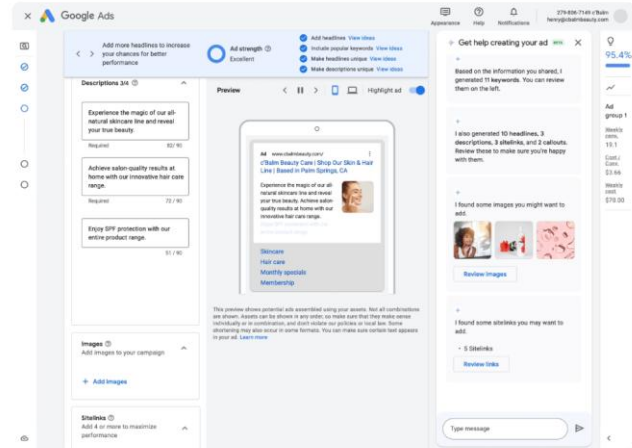 Google Ads
Appearance
Help
Notifications
279-806-7149 c'Balm
henry@cbalmbeauty.com
Add more headlines to increase
your chances for better
performance
Ad strength
Excellent
Add headlines View ideas
Include popular keywords View ideas
Make headlines unique View ideas
Make descriptions unique View ideas
Descriptions 3/4
Experience the magic of our all-
natural skincare line and reveal
your true beauty.
Required
82/ 90
Achieve salon-quality results at
home with our innovative hair care
range.
Required
72 / 90
Enjoy SPF protection with our
entire product range.
51 / 90
Images
Add images to your campaign
+ Add images
Sitelinks
Add 4 or more to maximize
performance
Preview
Highlight ad
Ad www.cbalmbeauty.com/
c'Balm Beauty Care | Shop Our Skin & Hair
Line | Based in Palm Springs, CA
Experience the magic of our all-
natural skincare line and reveal
your true beauty. Achieve salon-
quality results at home with our
innovative hair care range.
Enjoy SPF protection with our
Skincare
Hair care
Monthly specials
Membership
This preview shows potential ads assembled using your assets. Not all combinations
are shown. Assets can be shown in any order, so make sure that they make sense
individually or in combination, and don't violate our policies or local law. Some
shortening may also occur in some formats. You can make sure certain text appears
in your ad. Learn more
Get help creating your ad
BETA
Based on the information you shared, I
generated 11 keywords. You can review
them on the left.
I also generated 10 headlines, 3
descriptions, 3 sitelinks, and 2 callouts.
Review these to make sure you're happy
with them.
I found some images you might want to
add.
Review images
I found some sitelinks you may want to
add.
• 5 Sitelinks
Review links
Type message
95.4%
Ad
group 1
Weekly
conv.
19.1
Cost /
Conv.
$3.66
Weekly
cost
$70.00